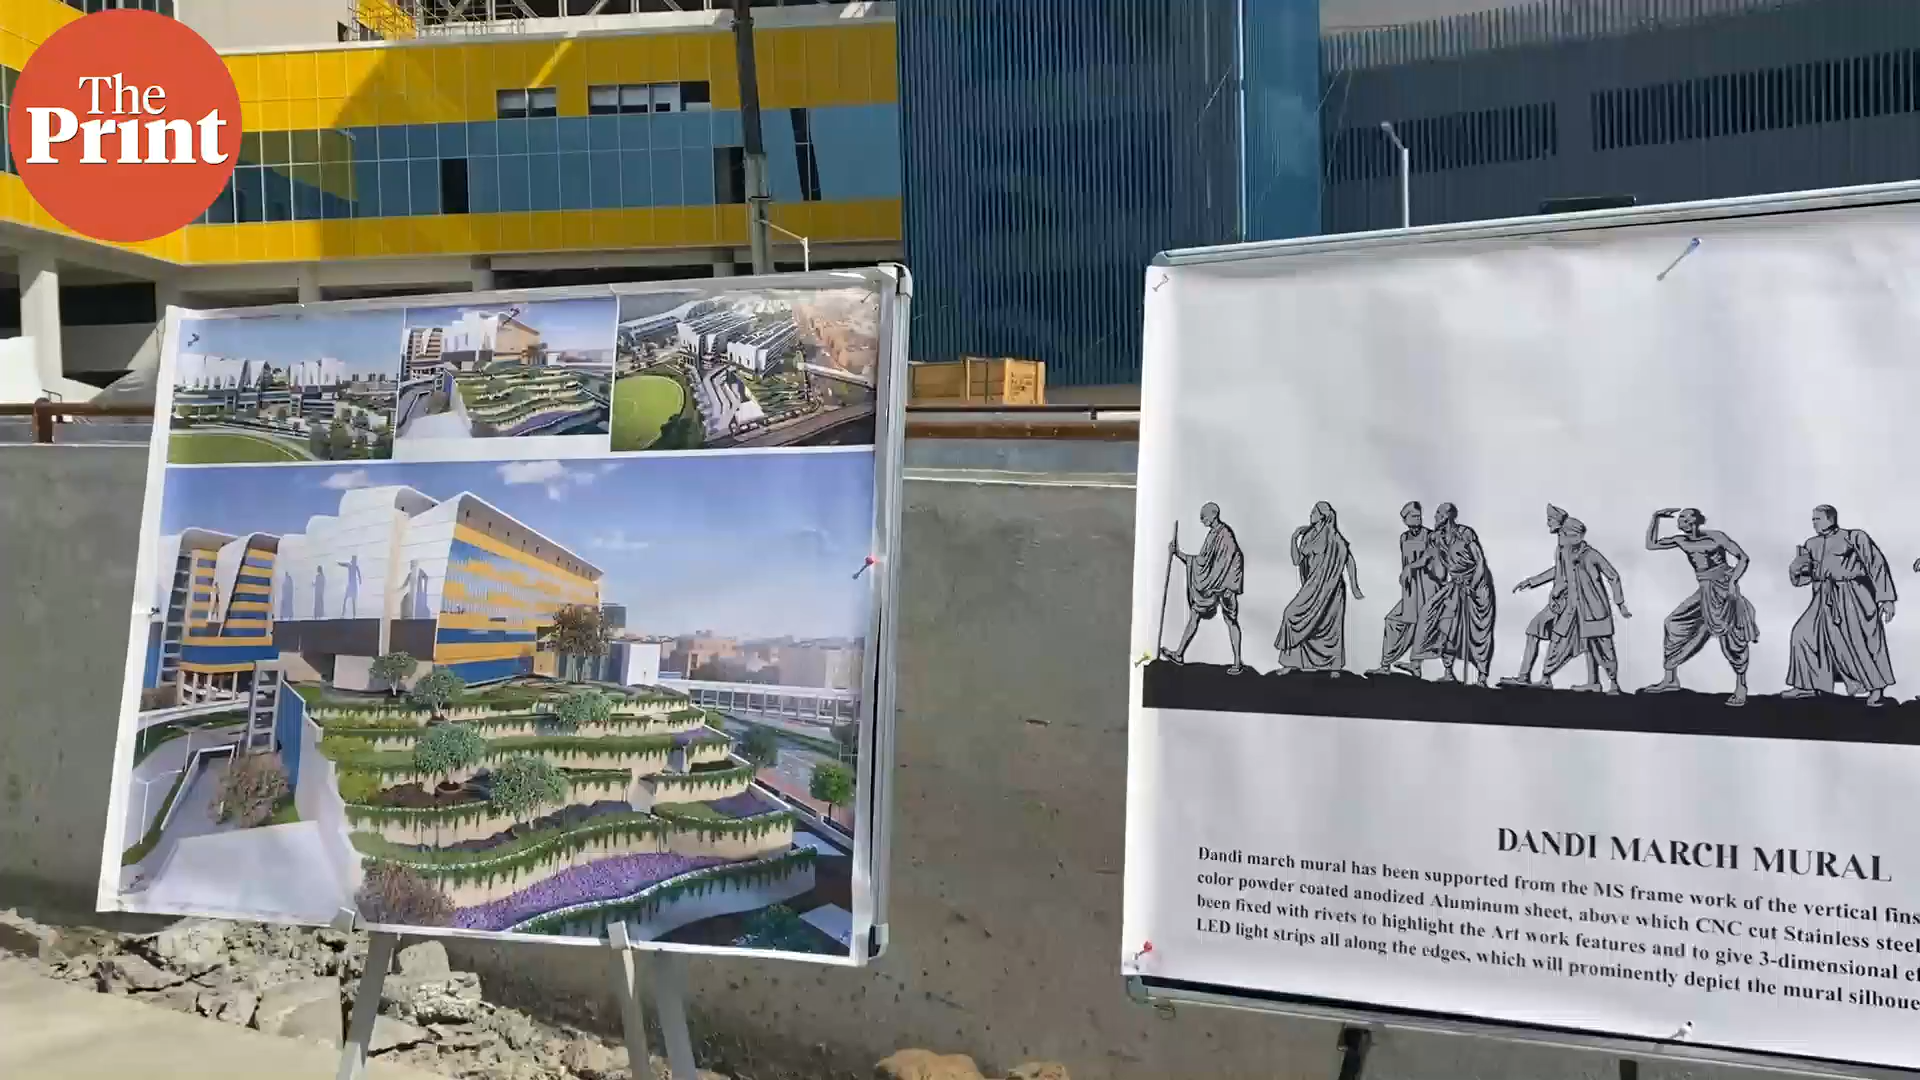 The
Print
DANDI MARCH MURAL
Dandi march mural has been supported from the MS frame work of the vertical fins
color powder coated anodized Aluminum sheet, above which CNC cut Stainless steel
been fixed with rivets to highlight the Art work features and to give 3-dimensional
LED light strips all along the edges, which will prominently depict the mural